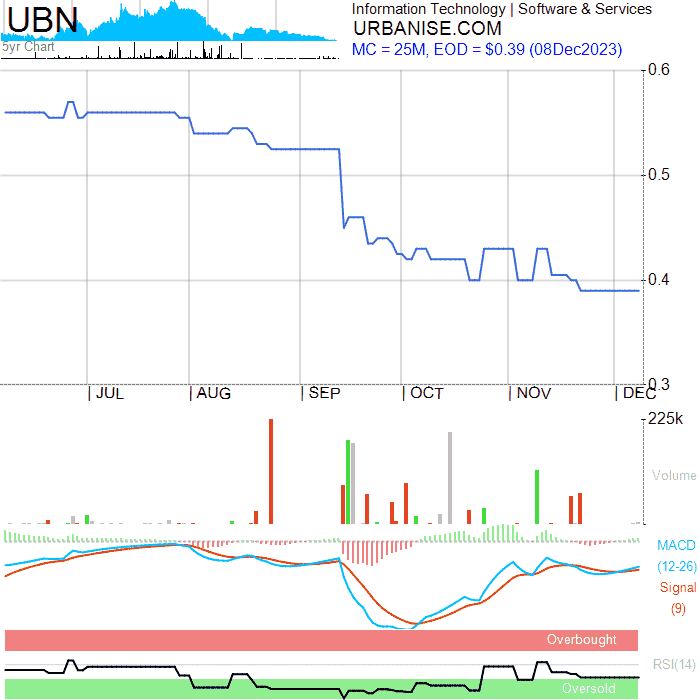 UBN
5yr Chart
Information Technology | Software & Services
URBANISE.COM
MC = 25M, EOD = $0.39 (08Dec2023)
0.6
0.5
0.4
0.3
JUL
AUG
SEP
OCT
NOV
DEC
225k
Volume
MACD
(12-26)
Signal
(9)
Overbought
RSI(14)
Oversold